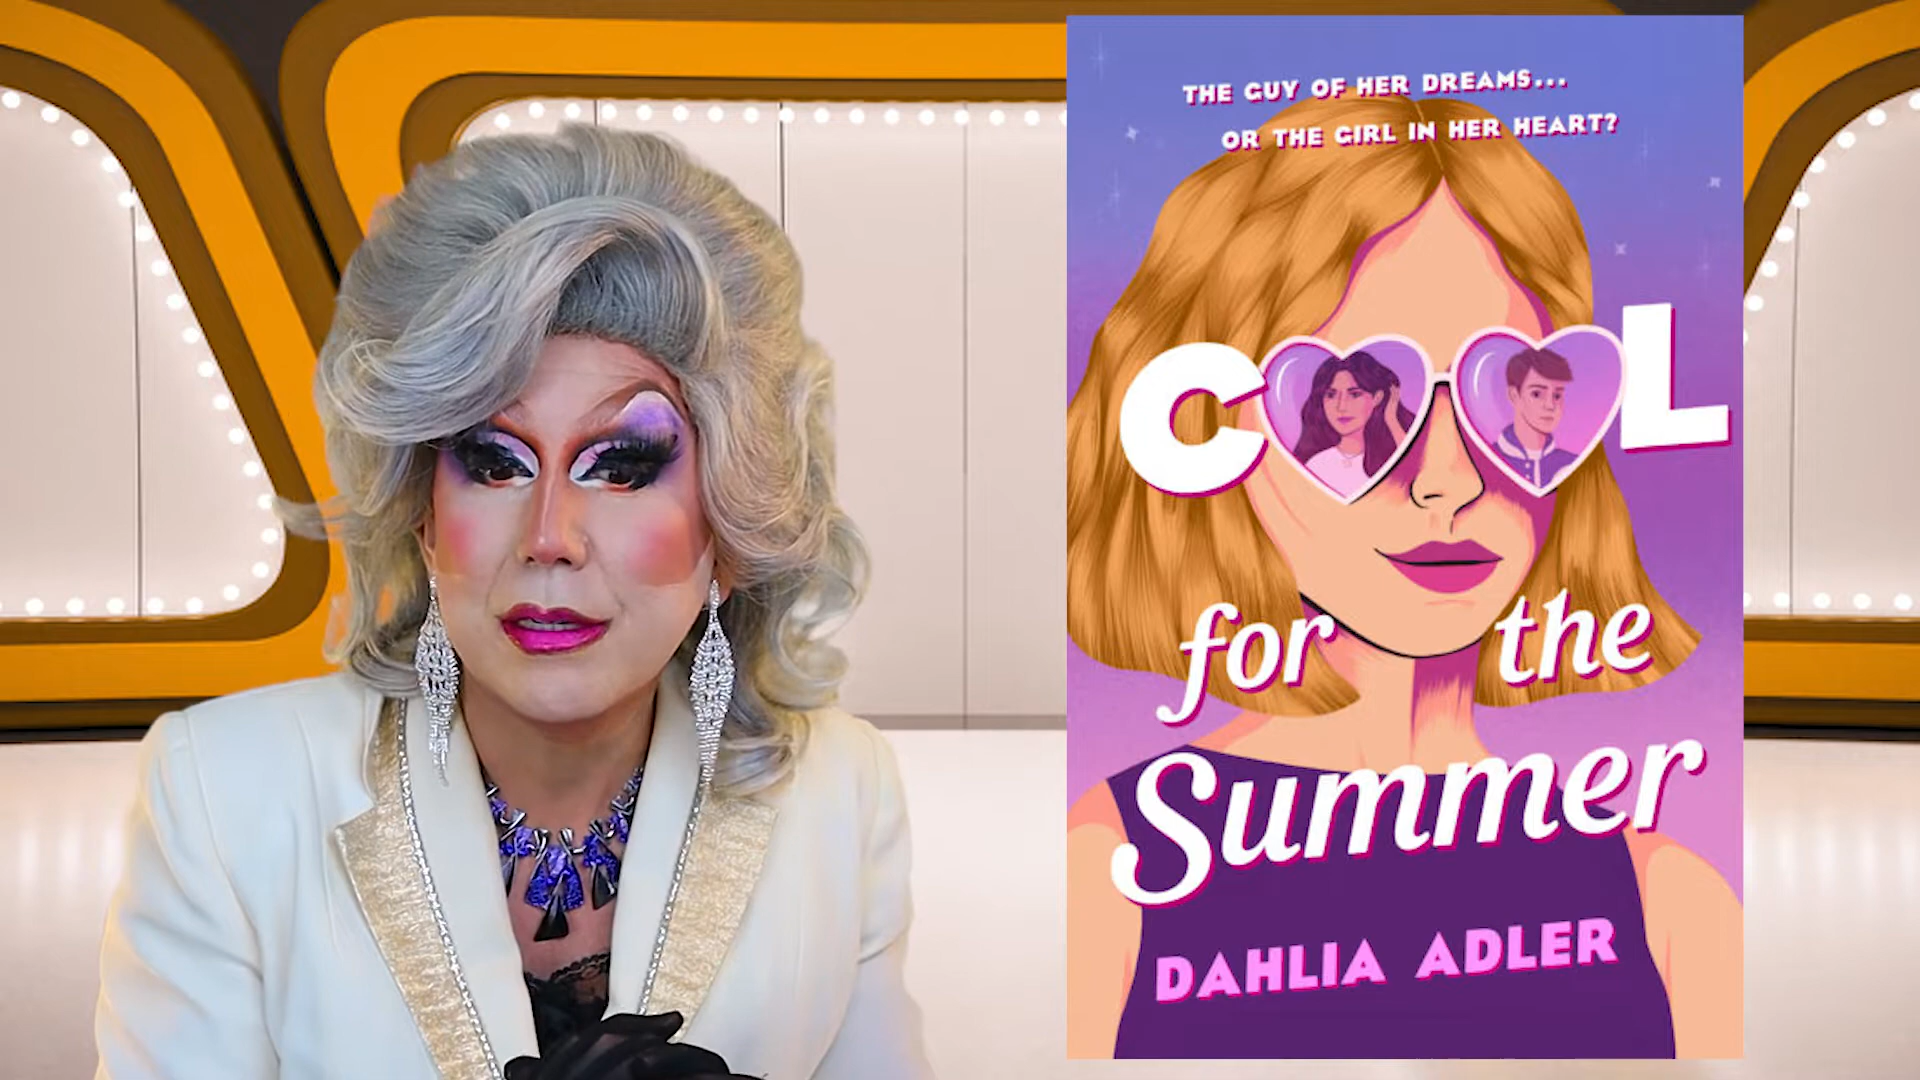 THE GUY OF HER DREAMS...
OR THE GIRL IN HER HEART?
COOL
for the
Summer
DAHLIA ADLER